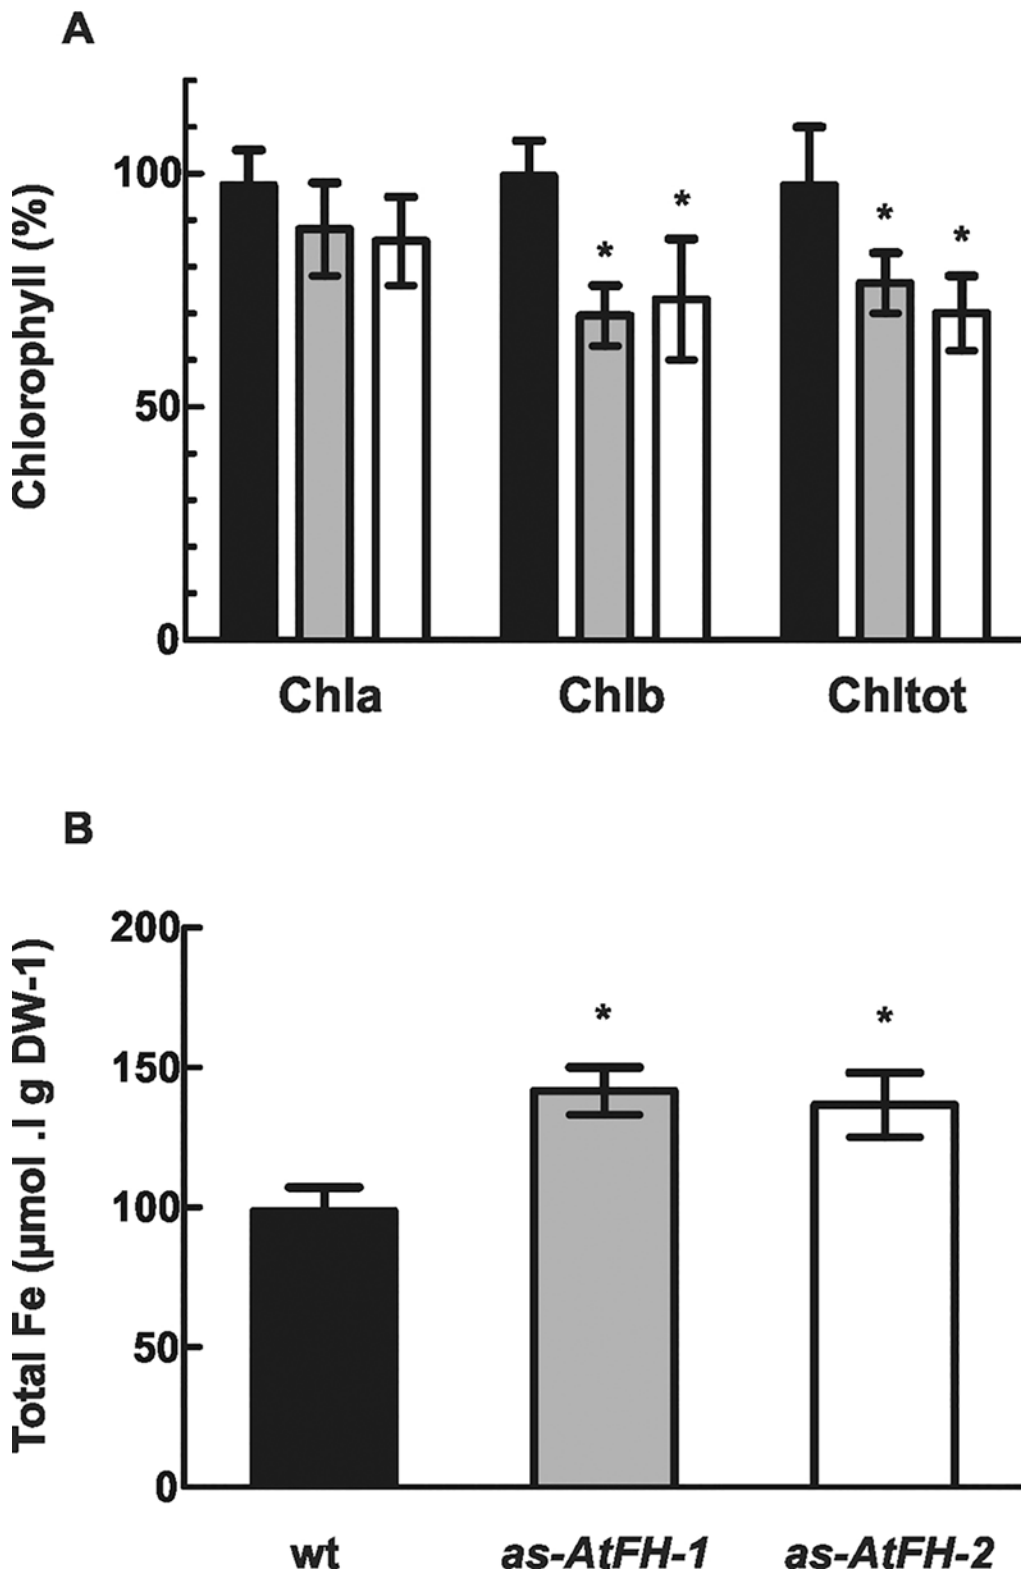 A
Chlorophyll (%)
100
50
0
*
*
*
*
Chla
Chlb
Chltot
B
Total Fe (µmol .l g DW-1)
200
150
100
50
0
*
*
wt
as-AtFH-1
as-AtFH-2